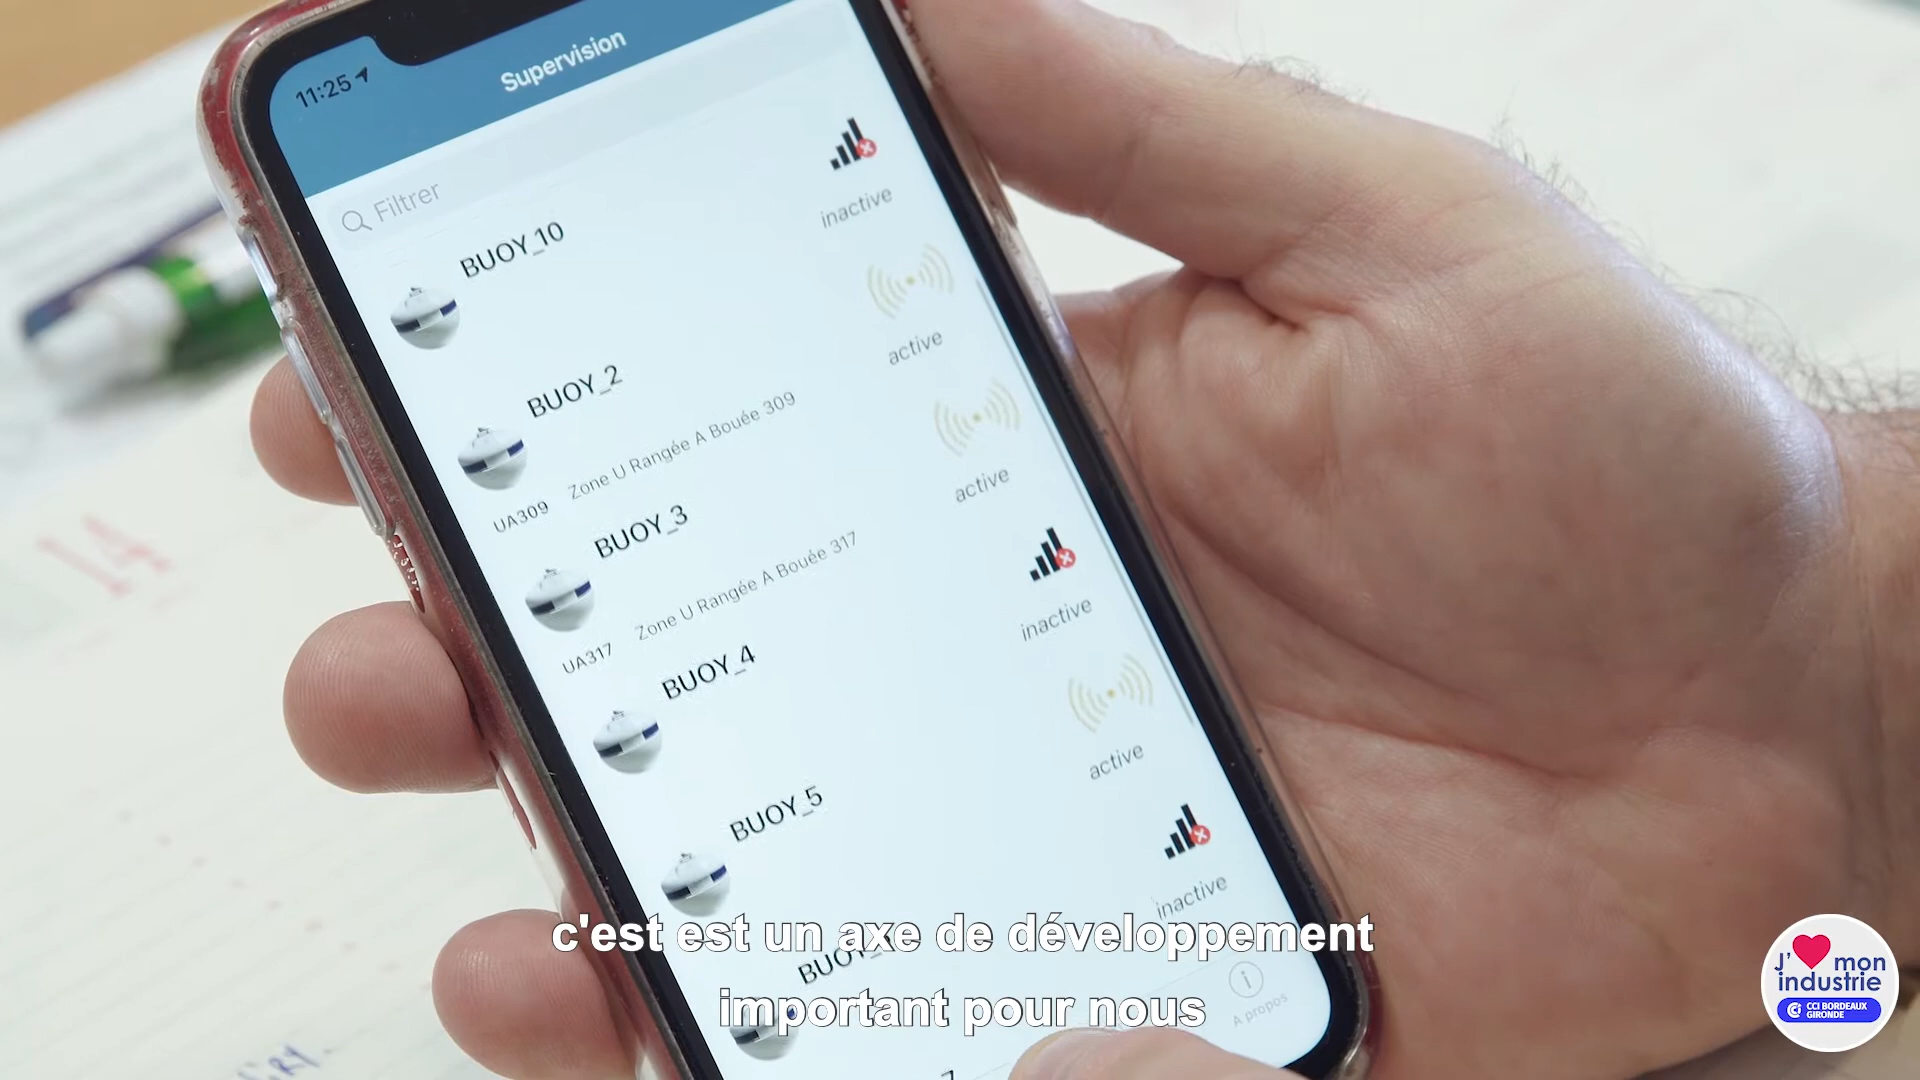 11:25
Supervision
Filtrer
BUOY_10
inactive
BUOY_2
active
UA309
Zone U Rangée A Bouée 309
BUOY_3
active
UA317
Zone U Rangée A Bouée 317
BUOY_4
inactive
BUOY_5
active
inactive
A propos
14
c'est est un axe de développement
important pour nous
J' mon
industrie
CCI BORDEAUX
GIRONDE